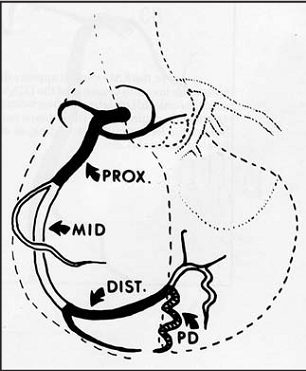 PROX.
MID
DIST.
PD